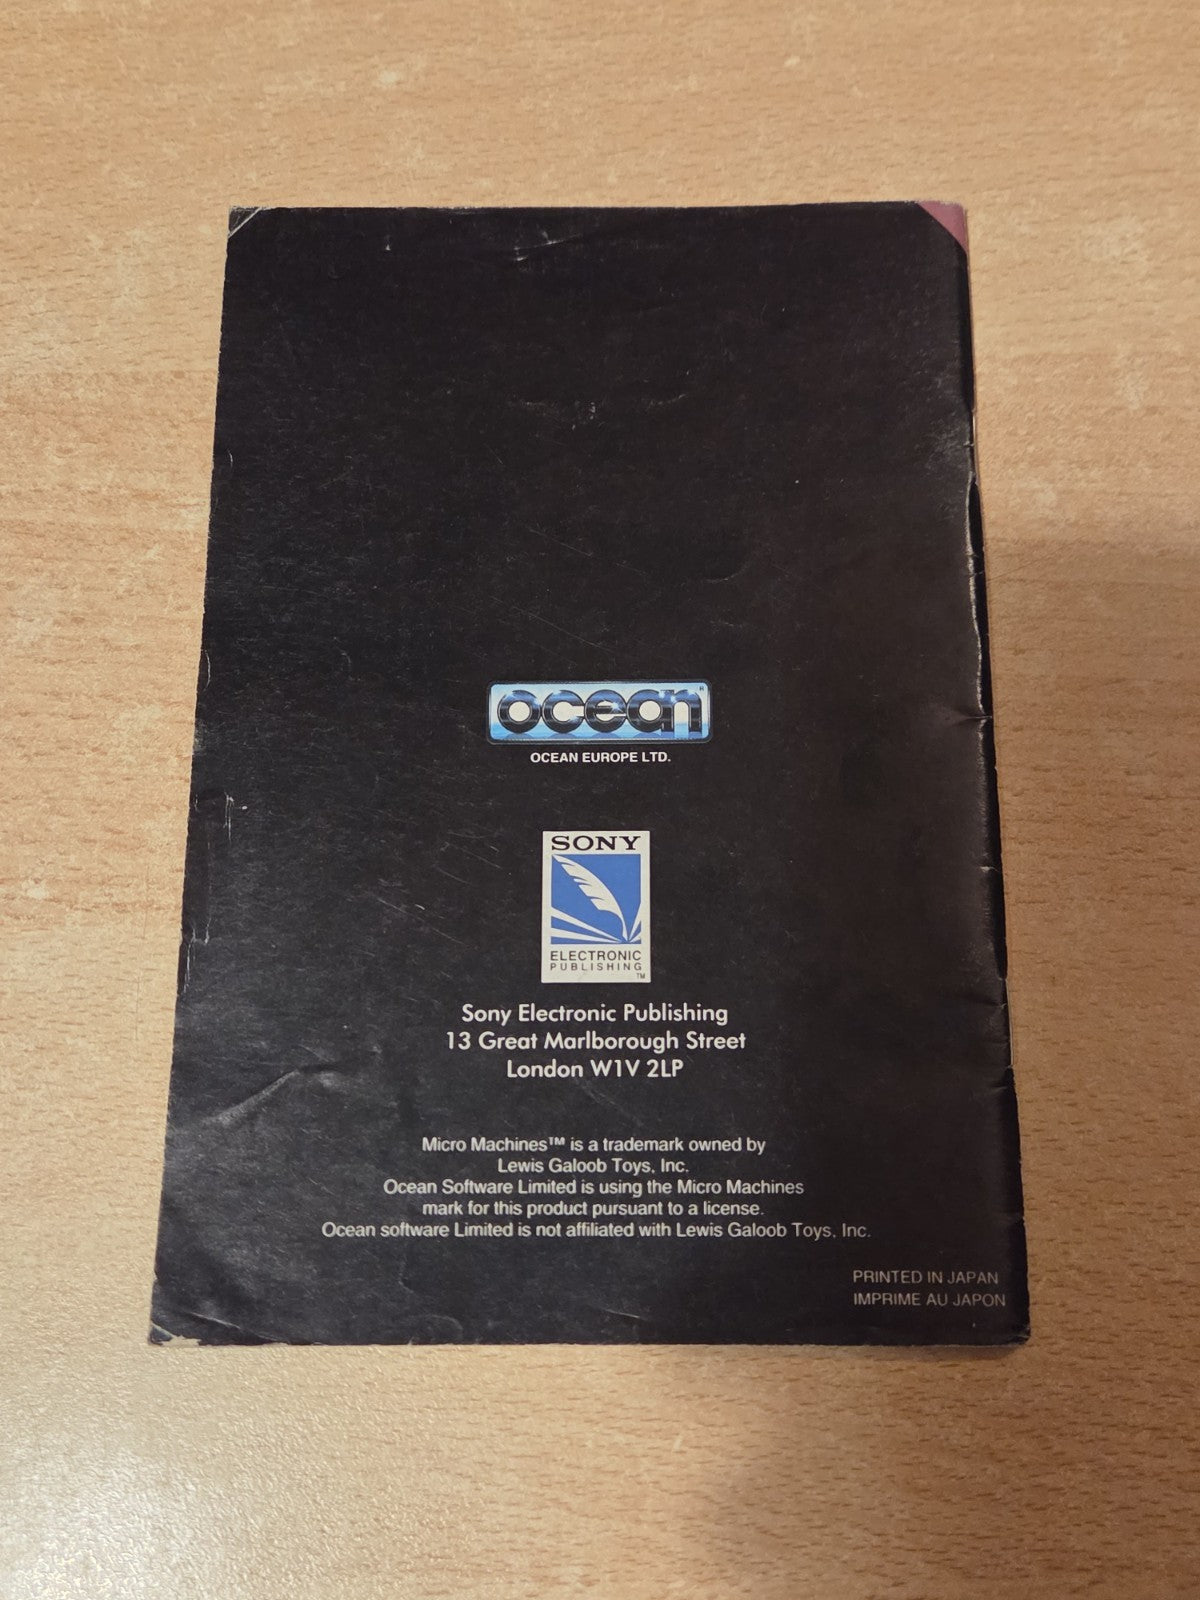 ocean
OCEAN EUROPE LTD.
SONY
ELECTRONIC
PUBLISHING
TM
Sony Electronic Publishing
13 Great Marlborough Street
London W1V 2LP
Micro Machines™ is a trademark owned by
Lewis Galoob Toys, Inc.
Ocean Software Limited is using the Micro Machines
mark for this product pursuant to a license.
Ocean software Limited is not affiliated with Lewis Galoob Toys, Inc.
PRINTED IN JAPAN
IMPRIME AU JAPON